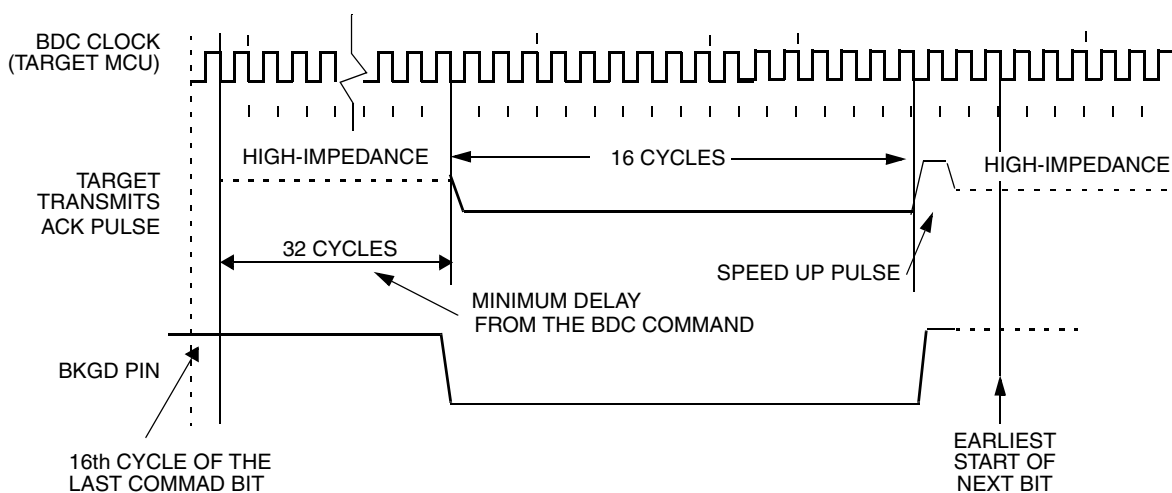 BDC CLOCK
(TARGET MCU)
HIGH-IMPEDANCE
16 CYCLES
HIGH-IMPEDANCE
TARGET
TRANSMITS
ACK PULSE
32 CYCLES
SPEED UP PULSE
MINIMUM DELAY
FROM THE BDC COMMAND
BKGD PIN
16th CYCLE OF THE
LAST COMMAD BIT
EARLIEST
START OF
NEXT BIT